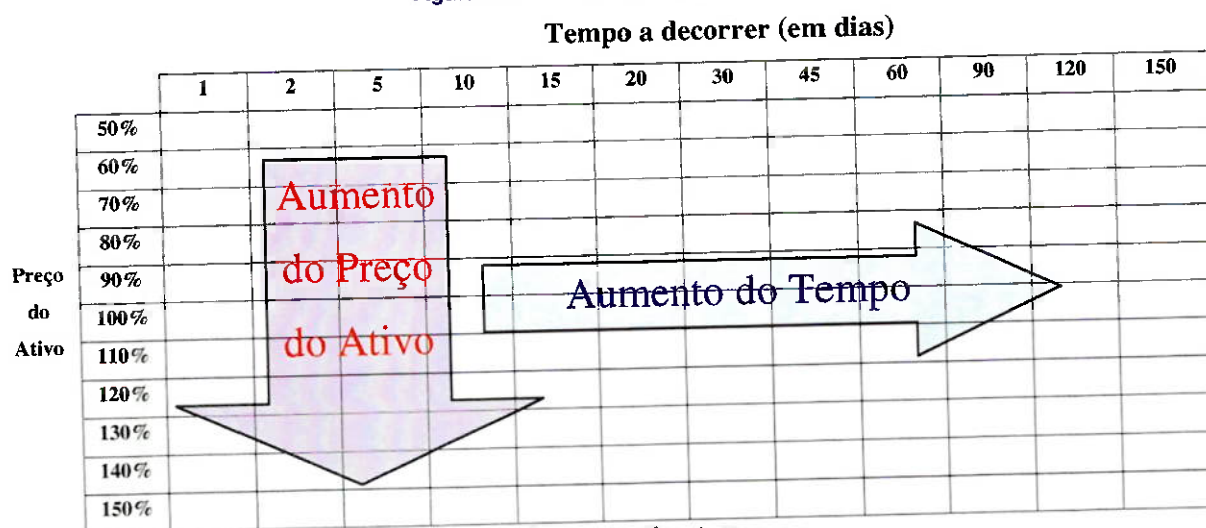 Tempo a decorrer (em dias)
1 2 5 10 15 20 30 45 60 90 120 150
50%
60%
70%
80%
90%
100%
110%
120%
130%
140%
150%
Preço
do
Ativo
Aumento
do Preço
do Ativo
Aumento do Tempo